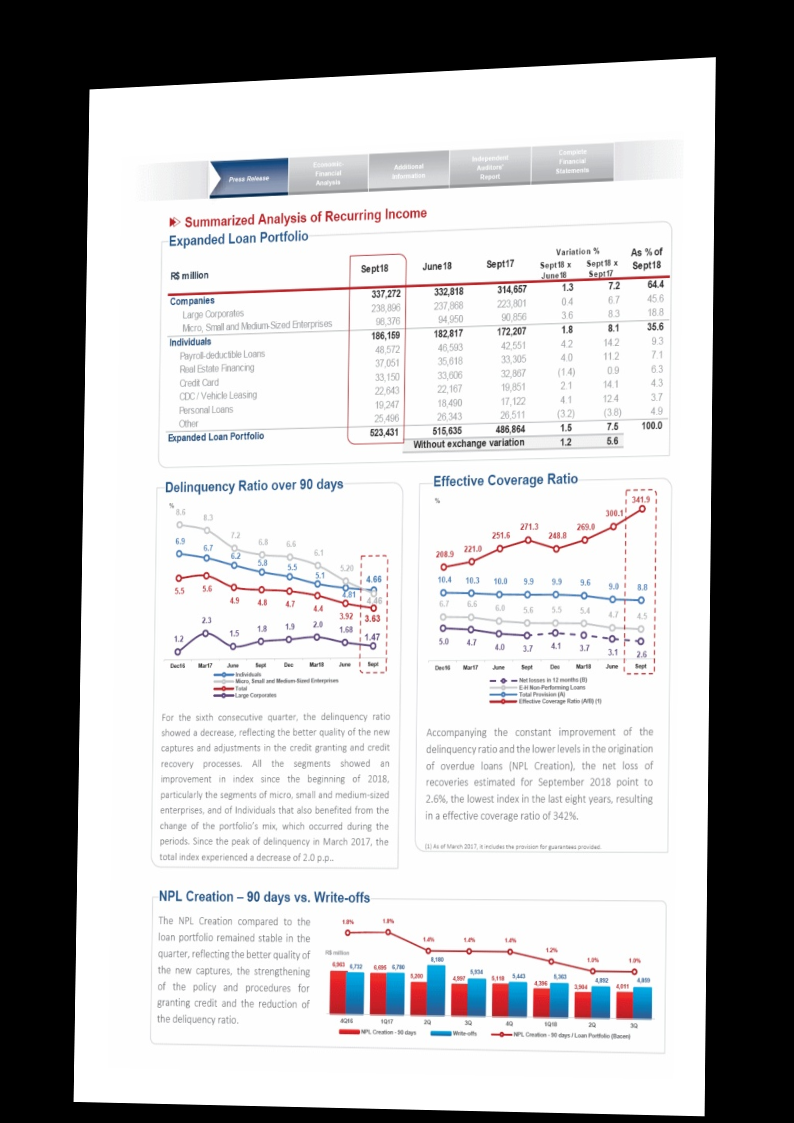 Press Release
Economic-
Financial
Analysis
Additional
Information
Independent
Auditors'
Report
Complete
Financial
Statements
Summarized Analysis of Recurring Income
Expanded Loan Portfolio
R$ million Sept18 June18 Sept17 Variation % As % of Sept18
Sept18 x June18 Sept18 x Sept17
Companies 337,272 332,818 314,657 1.3 7.2 64.4
Large Corporates 238,896 237,868 223,801 0.4 6.7 45.6
Micro, Small and Medium-Sized Enterprises 98,376 94,950 90,856 3.6 8.3 18.8
Individuals 186,159 182,817 172,207 1.8 8.1 35.6
Payroll-deductible Loans 48,572 46,593 42,551 4.2 14.2 9.3
Real Estate Financing 37,051 35,618 33,305 4.0 11.2 7.1
Credit Card 33,150 33,606 32,867 (1.4) 0.9 6.3
CDC / Vehicle Leasing 22,643 22,167 19,851 2.1 14.1 4.3
Personal Loans 19,247 18,490 17,122 4.1 12.4 3.7
Other 25,496 26,343 26,511 (3.2) (3.8) 4.9
Expanded Loan Portfolio 523,431 515,635 486,864 1.5 7.5 100.0
Without exchange variation 1.2 5.6
Delinquency Ratio over 90 days
%
8.6 8.3 7.2 6.8 6.6 6.1 5.20 4.46
6.9 6.7 6.2 5.8 5.5 5.1 4.81 4.66
5.5 5.6 4.9 4.8 4.7 4.4 3.92 3.63
1.2 2.3 1.5 1.8 1.9 2.0 1.68 1.47
Dec16 Mar17 June Sept Dec Mar18 June Sept
Individuals
Micro, Small and Medium-Sized Enterprises
Total
Large Corporates
For the sixth consecutive quarter, the delinquency ratio
showed a decrease, reflecting the better quality of the new
captures and adjustments in the credit granting and credit
recovery processes. All the segments showed an
improvement in index since the beginning of 2018,
particularly the segments of micro, small and medium-sized
enterprises, and of Individuals that also benefited from the
change of the portfolio's mix, which occurred during the
periods. Since the peak of delinquency in March 2017, the
total index experienced a decrease of 2.0 p.p..
Effective Coverage Ratio
%
208.9 221.0 251.6 271.3 248.8 269.0 300.1 341.9
10.4 10.3 10.0 9.9 9.9 9.6 9.0 8.8
6.7 6.6 6.0 5.6 5.5 5.4 4.7 4.5
5.0 4.7 4.0 3.7 4.1 3.7 3.1 2.6
Dec16 Mar17 June Sept Dec Mar18 June Sept
Net losses in 12 months (B)
E-H Non-Performing Loans
Total Provision (A)
Effective Coverage Ratio (A/B) (1)
Accompanying the constant improvement of the
delinquency ratio and the lower levels in the origination
of overdue loans (NPL Creation), the net loss of
recoveries estimated for September 2018 point to
2.6%, the lowest index in the last eight years, resulting
in a effective coverage ratio of 342%.
(1) As of March 2017, it includes the provision for guarantees provided.
NPL Creation – 90 days vs. Write-offs
The NPL Creation compared to the
loan portfolio remained stable in the
quarter, reflecting the better quality of
the new captures, the strengthening
of the policy and procedures for
granting credit and the reduction of
the deliquency ratio.
R$ million
1.8% 1.8% 1.4% 1.4% 1.4% 1.2% 1.0% 1.0%
6,963 6,732 6,695 6,780 5,200 8,180 4,997 5,934 5,118 5,443 4,396 5,383 3,904 4,892 4,011 4,859
4Q16 1Q17 2Q 3Q 4Q 1Q18 2Q 3Q
NPL Creation - 90 days
Write-offs
NPL Creation - 90 days / Loan Portfolio (Bacen)